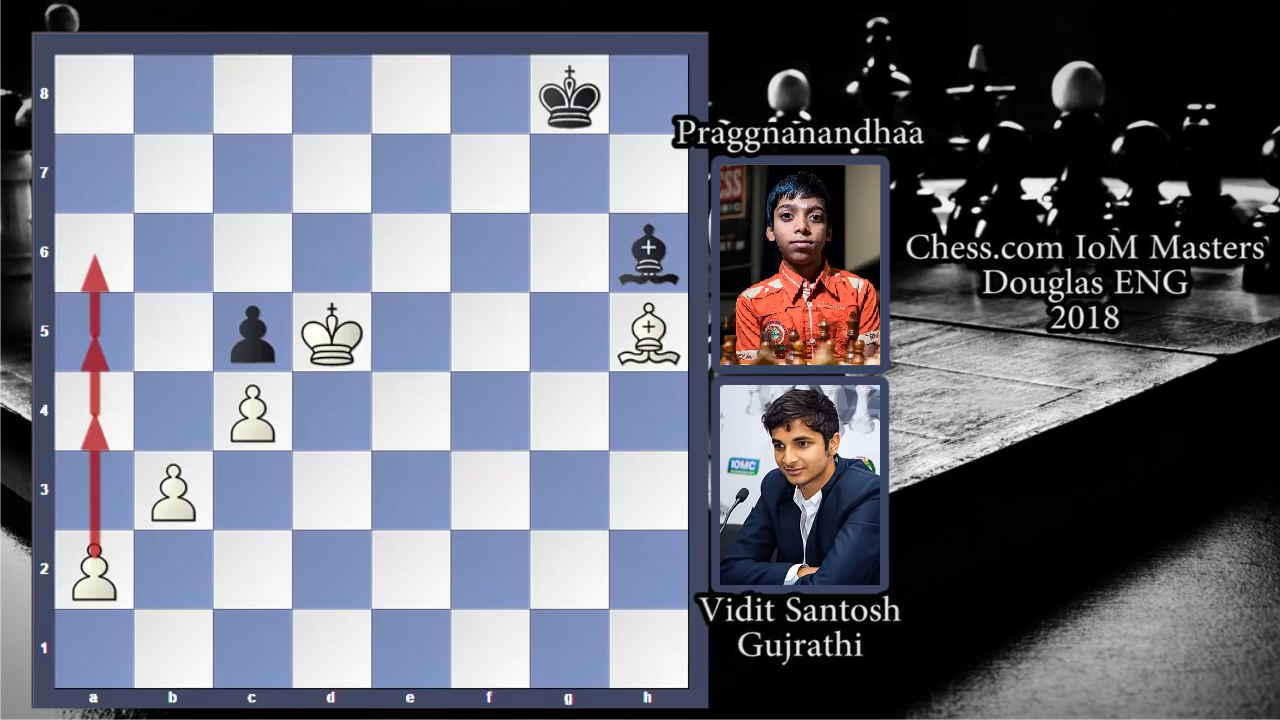 8
7
6
5
4
3
2
1
a b c d e f g h
Praggnanandhaa
Chess.com IoM Masters
Douglas ENG
2018
IOMC
Vidit Santosh
Gujrathi